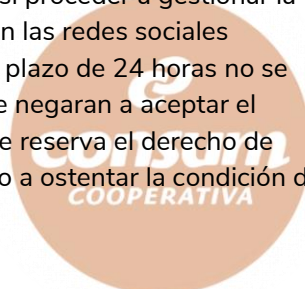 si proceder a gestionar la
n las redes sociales
plazo de 24 horas no se
e negaran a aceptar el
e reserva el derecho de
consum
o a ostentar la condición d
COOPERATIVA